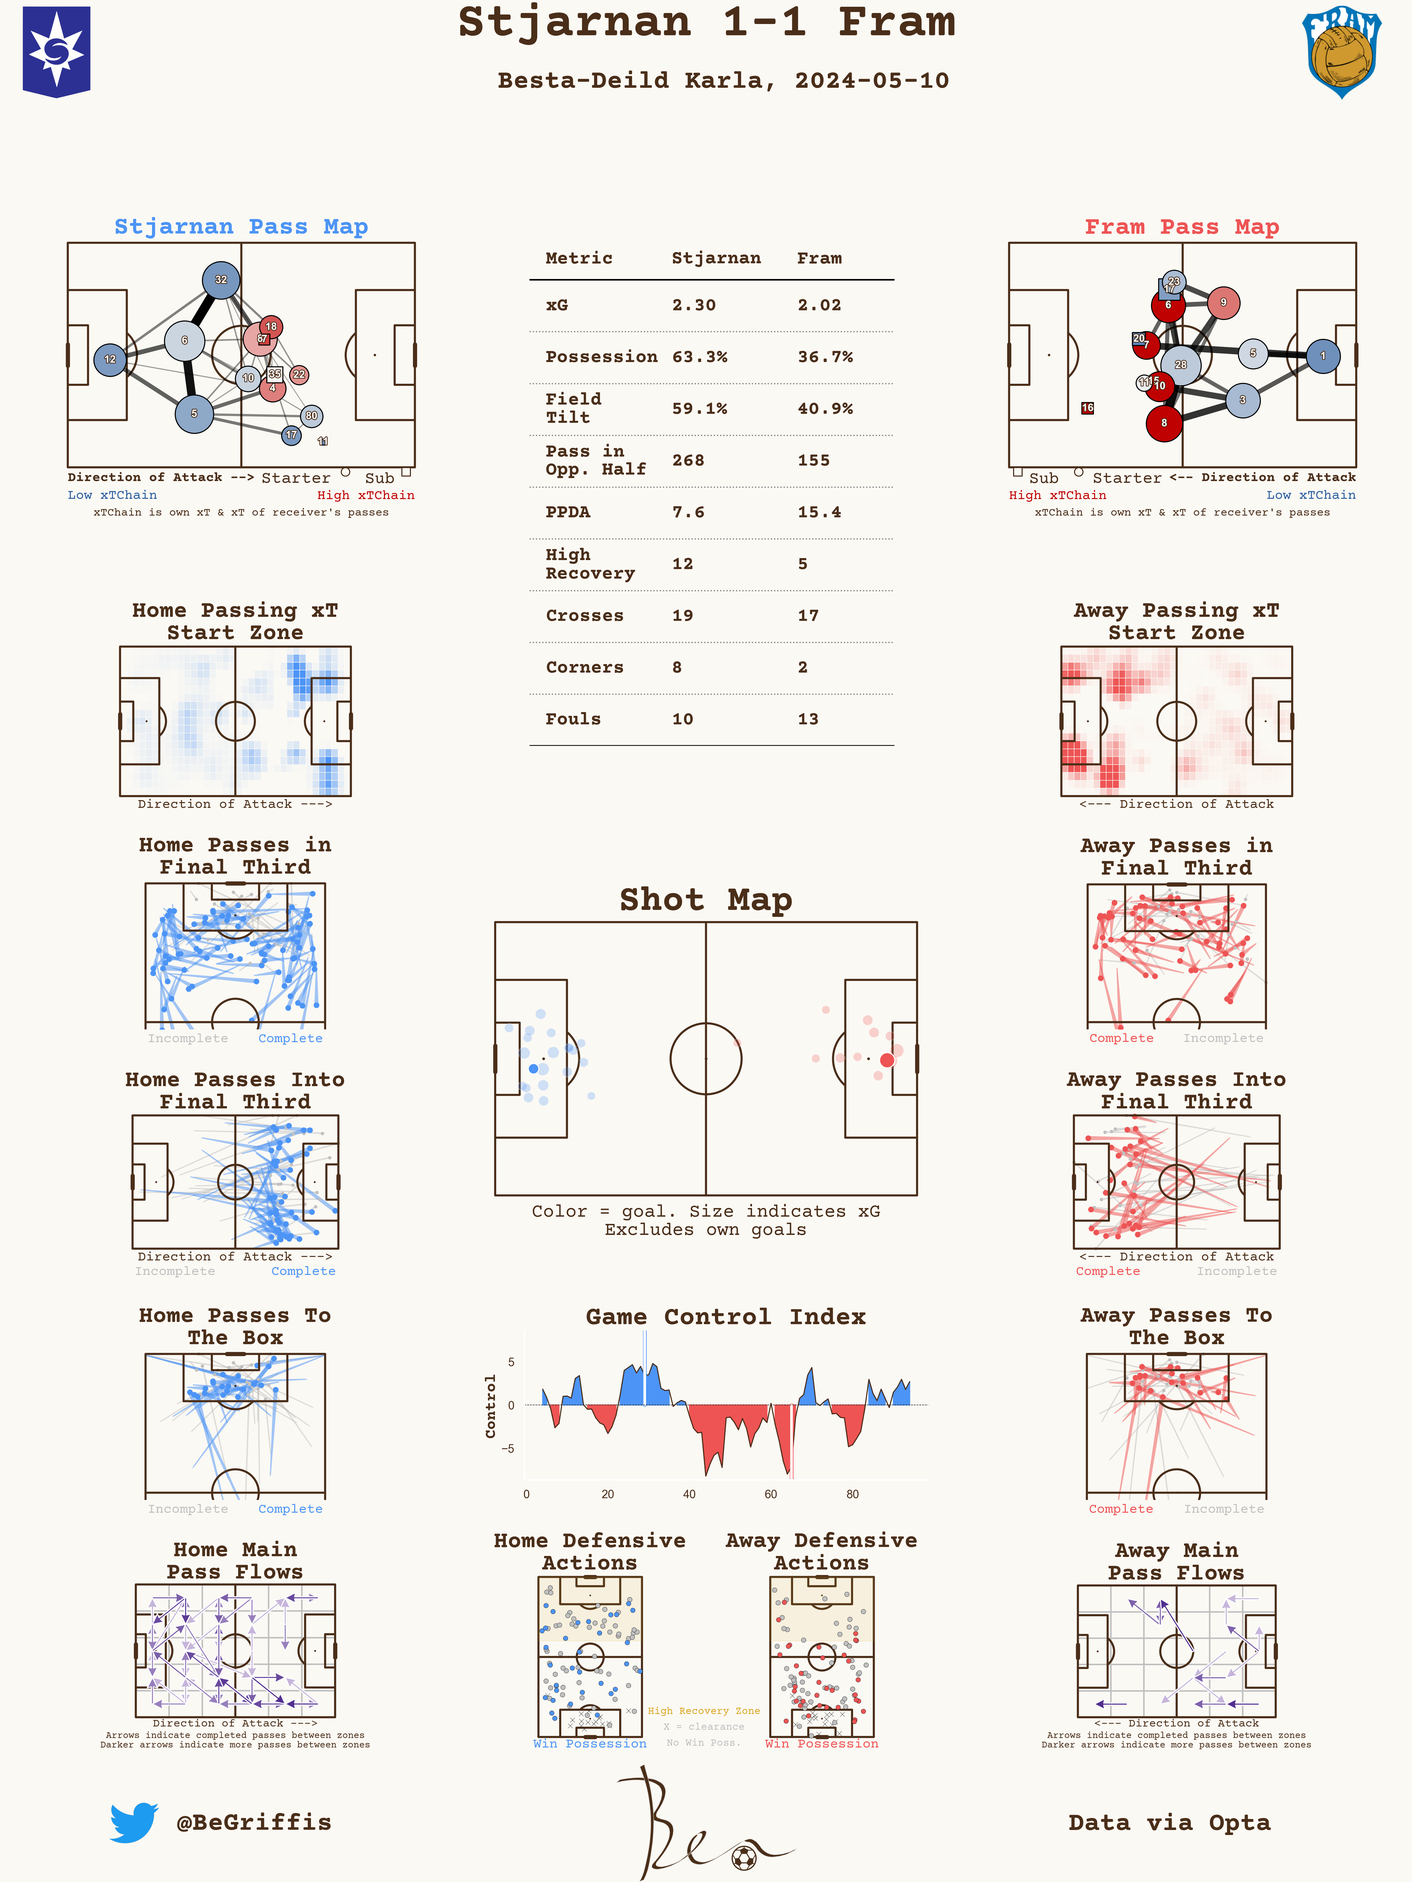 Stjarnan 1-1 Fram
Besta-Deild Karla, 2024-05-10
FRAM
Stjarnan Pass Map
32
6
12
18
87
10
35
22
4
5
80
17
11
Direction of Attack --> Starter Sub
Low xTChain High xTChain
xTChain is own xT & xT of receiver's passes
Metric Stjarnan Fram
xG 2.30 2.02
Possession 63.3% 36.7%
Field
Tilt 59.1% 40.9%
Pass in
Opp. Half 268 155
PPDA 7.6 15.4
High
Recovery 12 5
Crosses 19 17
Corners 8 2
Fouls 10 13
Fram Pass Map
23
17
6
9
20
7
5
1
28
11
15
10
3
16
8
Sub Starter <-- Direction of Attack
High xTChain Low xTChain
xTChain is own xT & xT of receiver's passes
Home Passing xT
Start Zone
Direction of Attack --->
Away Passing xT
Start Zone
<--- Direction of Attack
Home Passes in
Final Third
Incomplete Complete
Away Passes in
Final Third
Complete Incomplete
Shot Map
Color = goal. Size indicates xG
Excludes own goals
Home Passes Into
Final Third
Direction of Attack --->
Incomplete Complete
Away Passes Into
Final Third
<--- Direction of Attack
Complete Incomplete
Home Passes To
The Box
Incomplete Complete
Game Control Index
Control
5
0
−5
0 20 40 60 80
Away Passes To
The Box
Complete Incomplete
Home Main
Pass Flows
Direction of Attack --->
Arrows indicate completed passes between zones
Darker arrows indicate more passes between zones
Home Defensive
Actions
Win Possession
Away Defensive
Actions
Win Possession
High Recovery Zone
X = clearance
No Win Poss.
Away Main
Pass Flows
<--- Direction of Attack
Arrows indicate completed passes between zones
Darker arrows indicate more passes between zones
@BeGriffis
Ben
Data via Opta